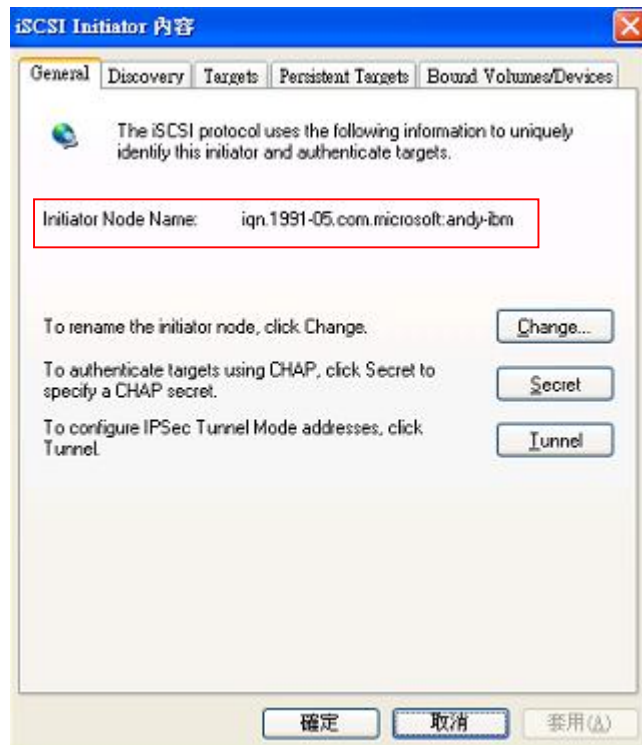 iSCSI Initiator 內容
General Discovery Targets Persistent Targets Bound Volumes/Devices
The iSCSI protocol uses the following information to uniquely
identify this initiator and authenticate targets.
Initiator Node Name: iqn.1991-05.com.microsoft:andy-ibm
To rename the initiator node, click Change.
Change...
To authenticate targets using CHAP, click Secret to
specify a CHAP secret.
Secret
To configure IPSec Tunnel Mode addresses, click
Tunnel.
Tunnel
確定 取消 套用(A)